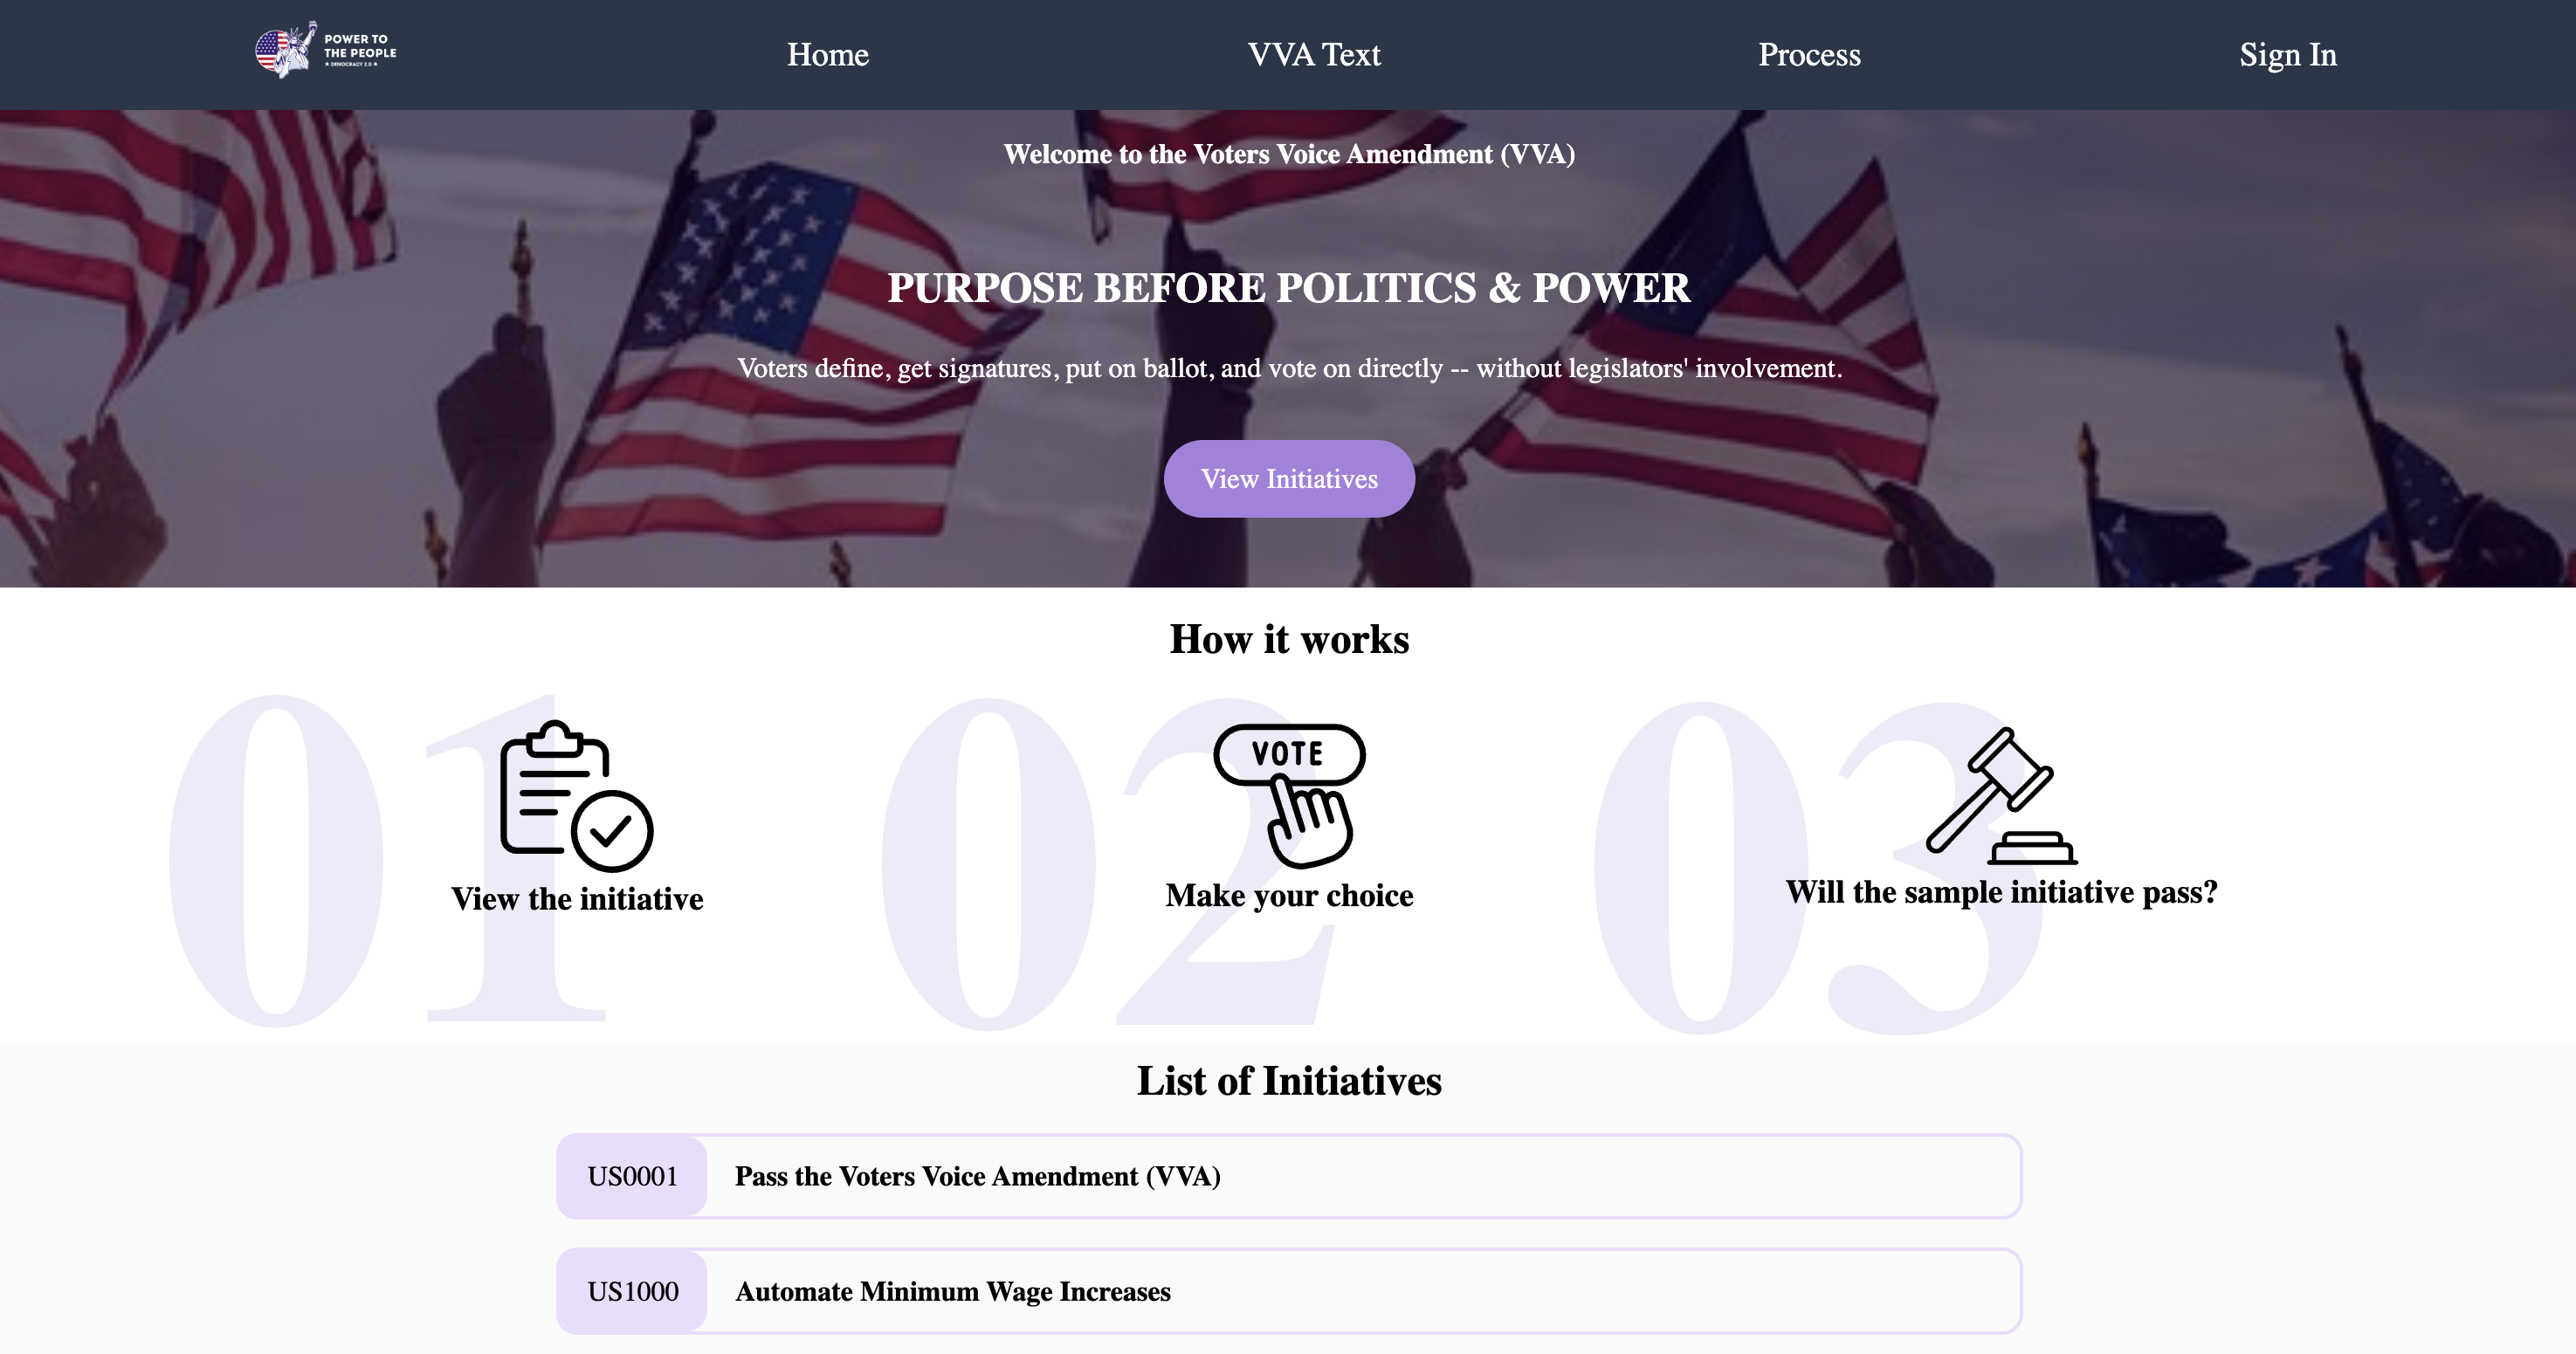 POWER TO
THE PEOPLE
★ DEMOCRACY 2.0 ★
Home
VVA Text
Process
Sign In
Welcome to the Voters Voice Amendment (VVA)
PURPOSE BEFORE POLITICS & POWER
Voters define, get signatures, put on ballot, and vote on directly -- without legislators' involvement.
View Initiatives
How it works
01
View the initiative
02
VOTE
Make your choice
03
Will the sample initiative pass?
List of Initiatives
US0001 Pass the Voters Voice Amendment (VVA)
US1000 Automate Minimum Wage Increases